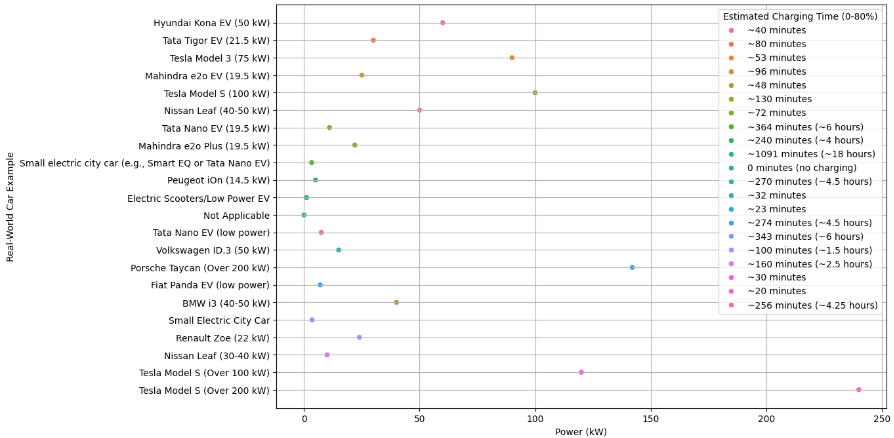 Real-World Car Example
Hyundai Kona EV (50 kW)
Tata Tigor EV (21.5 kW)
Tesla Model 3 (75 kW)
Mahindra e2o EV (19.5 kW)
Tesla Model S (100 kW)
Nissan Leaf (40-50 kW)
Tata Nano EV (19.5 kW)
Mahindra e2o Plus (19.5 kW)
Small electric city car (e.g., Smart EQ or Tata Nano EV)
Peugeot iOn (14.5 kW)
Electric Scooters/Low Power EV
Not Applicable
Tata Nano EV (low power)
Volkswagen ID.3 (50 kW)
Porsche Taycan (Over 200 kW)
Fiat Panda EV (low power)
BMW i3 (40-50 kW)
Small Electric City Car
Renault Zoe (22 kW)
Nissan Leaf (30-40 kW)
Tesla Model S (Over 100 kW)
Tesla Model S (Over 200 kW)
Estimated Charging Time (0-80%)
~40 minutes
~80 minutes
~53 minutes
~96 minutes
~48 minutes
~130 minutes
~72 minutes
~364 minutes (~6 hours)
~240 minutes (~4 hours)
~1091 minutes (~18 hours)
0 minutes (no charging)
~270 minutes (~4.5 hours)
~32 minutes
~23 minutes
~274 minutes (~4.5 hours)
~343 minutes (~6 hours)
~100 minutes (~1.5 hours)
~160 minutes (~2.5 hours)
~30 minutes
~20 minutes
~256 minutes (~4.25 hours)
0 50 100 150 200 250
Power (kW)